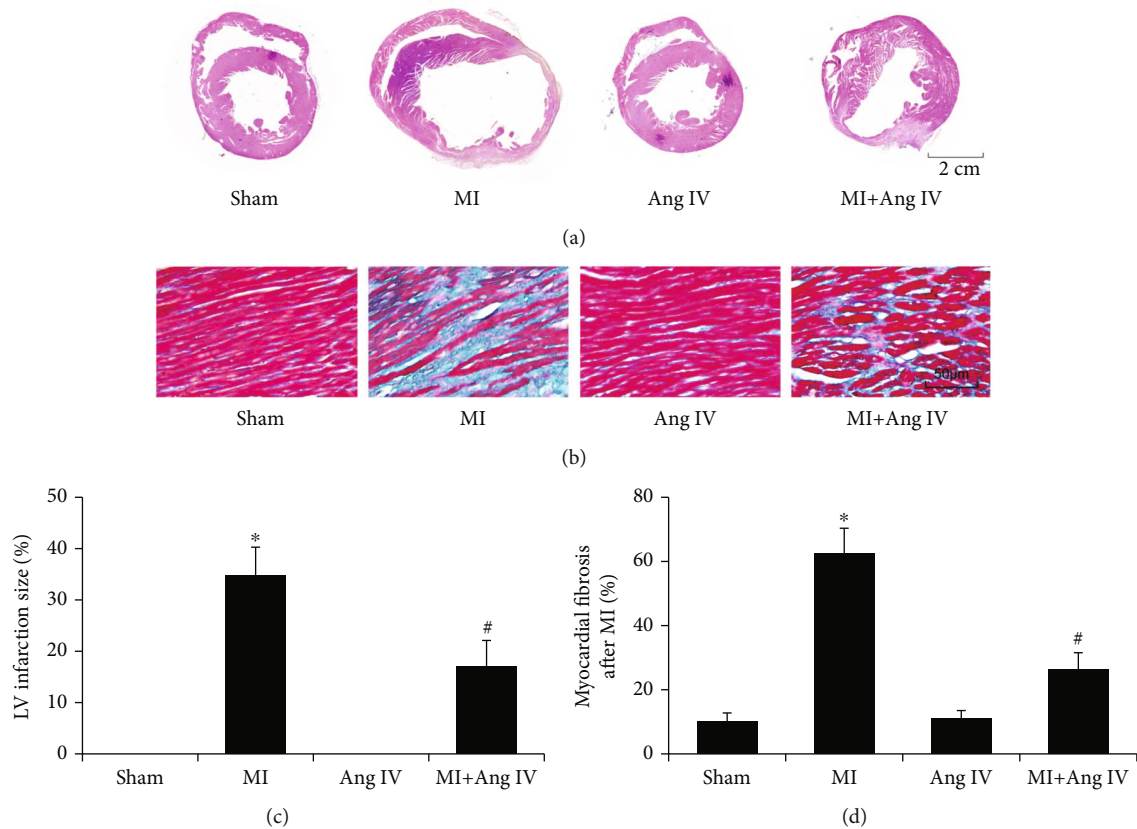 2 cm
Sham MI Ang IV MI+Ang IV
(a)
50μm
Sham MI Ang IV MI+Ang IV
(b)
LV infarction size (%)
50
40
30
20
10
0
*
#
Sham MI Ang IV MI+Ang IV
(c)
Myocardial fibrosis
after MI (%)
80
60
40
20
0
*
#
Sham MI Ang IV MI+Ang IV
(d)